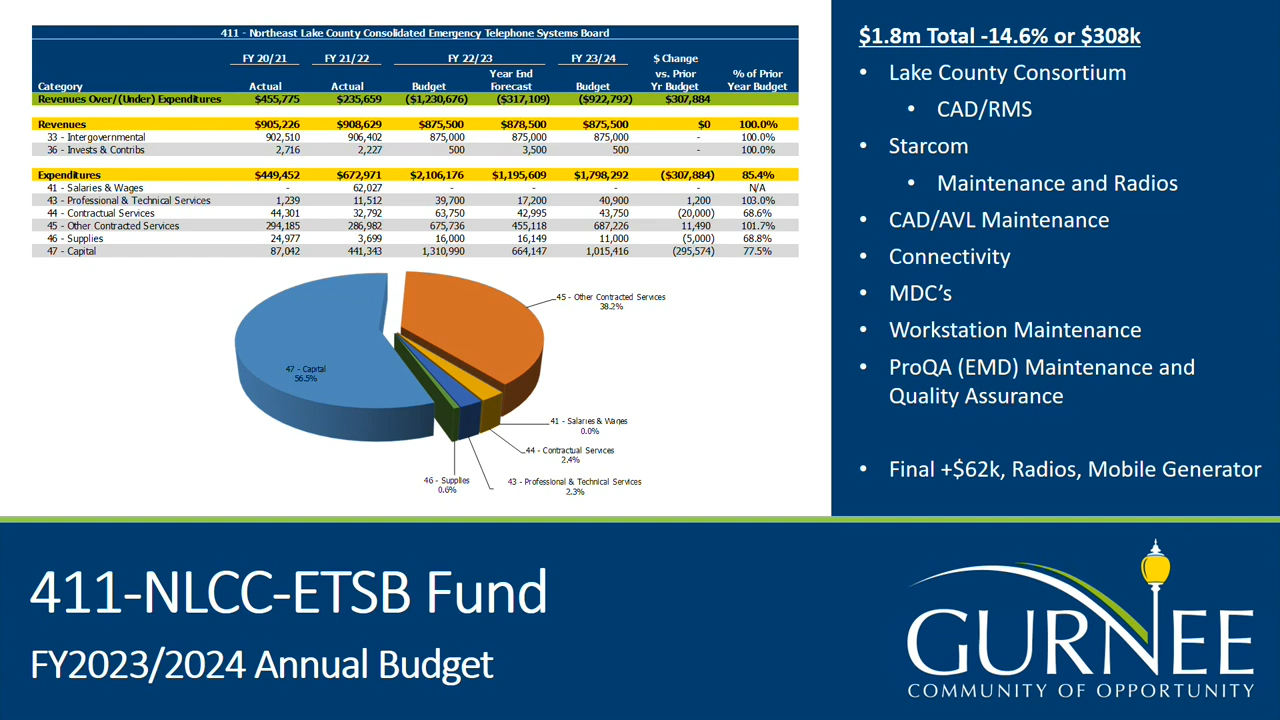 411 - Northeast Lake County Consolidated Emergency Telephone Systems Board
FY 20/21 FY 21/22 FY 22/23 FY 23/24 $ Change
Year End vs. Prior % of Prior
Category Actual Actual Budget Forecast Budget Yr Budget Year Budget
Revenues Over/(Under) Expenditures $455,775 $235,659 ($1,230,676) ($317,109) ($922,792) $307,884
Revenues $905,226 $908,629 $875,500 $878,500 $875,500 $0 100.0%
33 - Intergovernmental 902,510 906,402 875,000 875,000 875,000 - 100.0%
36 - Invests & Contribs 2,716 2,227 500 3,500 500 - 100.0%
Expenditures $449,452 $672,971 $2,106,176 $1,195,609 $1,798,292 ($307,884) 85.4%
41 - Salaries & Wages - 62,027 - - - - N/A
43 - Professional & Technical Services 1,239 11,512 39,700 17,200 40,900 1,200 103.0%
44 - Contractual Services 44,301 32,792 63,750 42,995 43,750 (20,000) 68.6%
45 - Other Contracted Services 294,185 286,982 675,736 455,118 687,226 11,490 101.7%
46 - Supplies 24,977 3,699 16,000 16,149 11,000 (5,000) 68.8%
47 - Capital 87,042 441,343 1,310,990 664,147 1,015,416 (295,574) 77.5%
45 - Other Contracted Services
38.2%
47 - Capital
56.5%
41 - Salaries & Wages
0.0%
44 - Contractual Services
2.4%
46 - Supplies
0.6%
43 - Professional & Technical Services
2.3%
$1.8m Total -14.6% or $308k
• Lake County Consortium
• CAD/RMS
• Starcom
• Maintenance and Radios
• CAD/AVL Maintenance
• Connectivity
• MDC's
• Workstation Maintenance
• ProQA (EMD) Maintenance and
Quality Assurance
• Final +$62k, Radios, Mobile Generator
411-NLCC-ETSB Fund
FY2023/2024 Annual Budget
GURNEE
COMMUNITY OF OPPORTUNITY